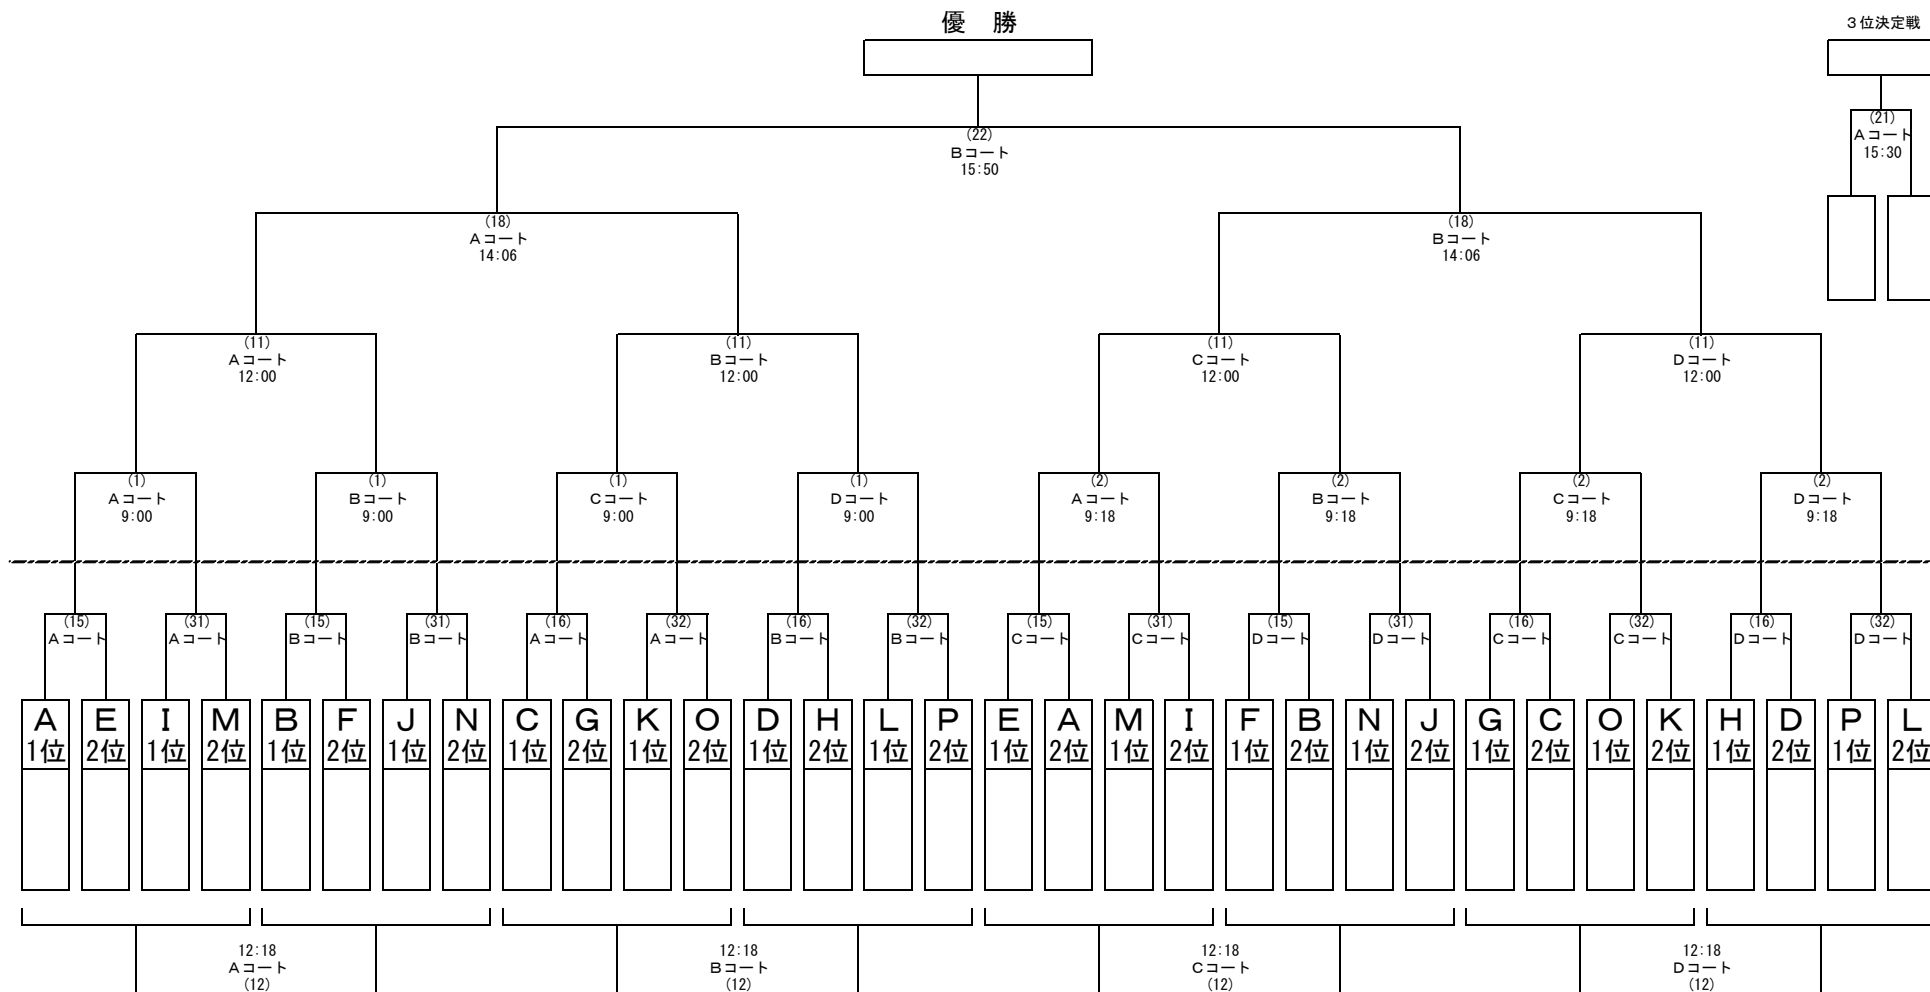 優　勝
３位決定戦
(22)
Ｂコート
15:50
(21)
Ａコート
15:30
(18)
Ａコート
14:06
(18)
Ｂコート
14:06
(11)
Ａコート
12:00
(11)
Ｂコート
12:00
(11)
Ｃコート
12:00
(11)
Ｄコート
12:00
(1)
Ａコート
9:00
(1)
Ｂコート
9:00
(1)
Ｃコート
9:00
(1)
Ｄコート
9:00
(2)
Ａコート
9:18
(2)
Ｂコート
9:18
(2)
Ｃコート
9:18
(2)
Ｄコート
9:18
(15)
Ａコート
(31)
Ａコート
(15)
Ｂコート
(31)
Ｂコート
(16)
Ａコート
(32)
Ａコート
(16)
Ｂコート
(32)
Ｂコート
(15)
Ｃコート
(31)
Ｃコート
(15)
Ｄコート
(31)
Ｄコート
(16)
Ｃコート
(32)
Ｃコート
(16)
Ｄコート
(32)
Ｄコート
Ａ
1位
Ｅ
2位
Ｉ
1位
Ｍ
2位
Ｂ
1位
Ｆ
2位
Ｊ
1位
Ｎ
2位
Ｃ
1位
Ｇ
2位
Ｋ
1位
Ｏ
2位
Ｄ
1位
Ｈ
2位
Ｌ
1位
Ｐ
2位
Ｅ
1位
Ａ
2位
Ｍ
1位
Ｉ
2位
Ｆ
1位
Ｂ
2位
Ｎ
1位
Ｊ
2位
Ｇ
1位
Ｃ
2位
Ｏ
1位
Ｋ
2位
Ｈ
1位
Ｄ
2位
Ｐ
1位
Ｌ
2位
12:18
Ａコート
(12)
12:18
Ｂコート
(12)
12:18
Ｃコート
(12)
12:18
Ｄコート
(12)